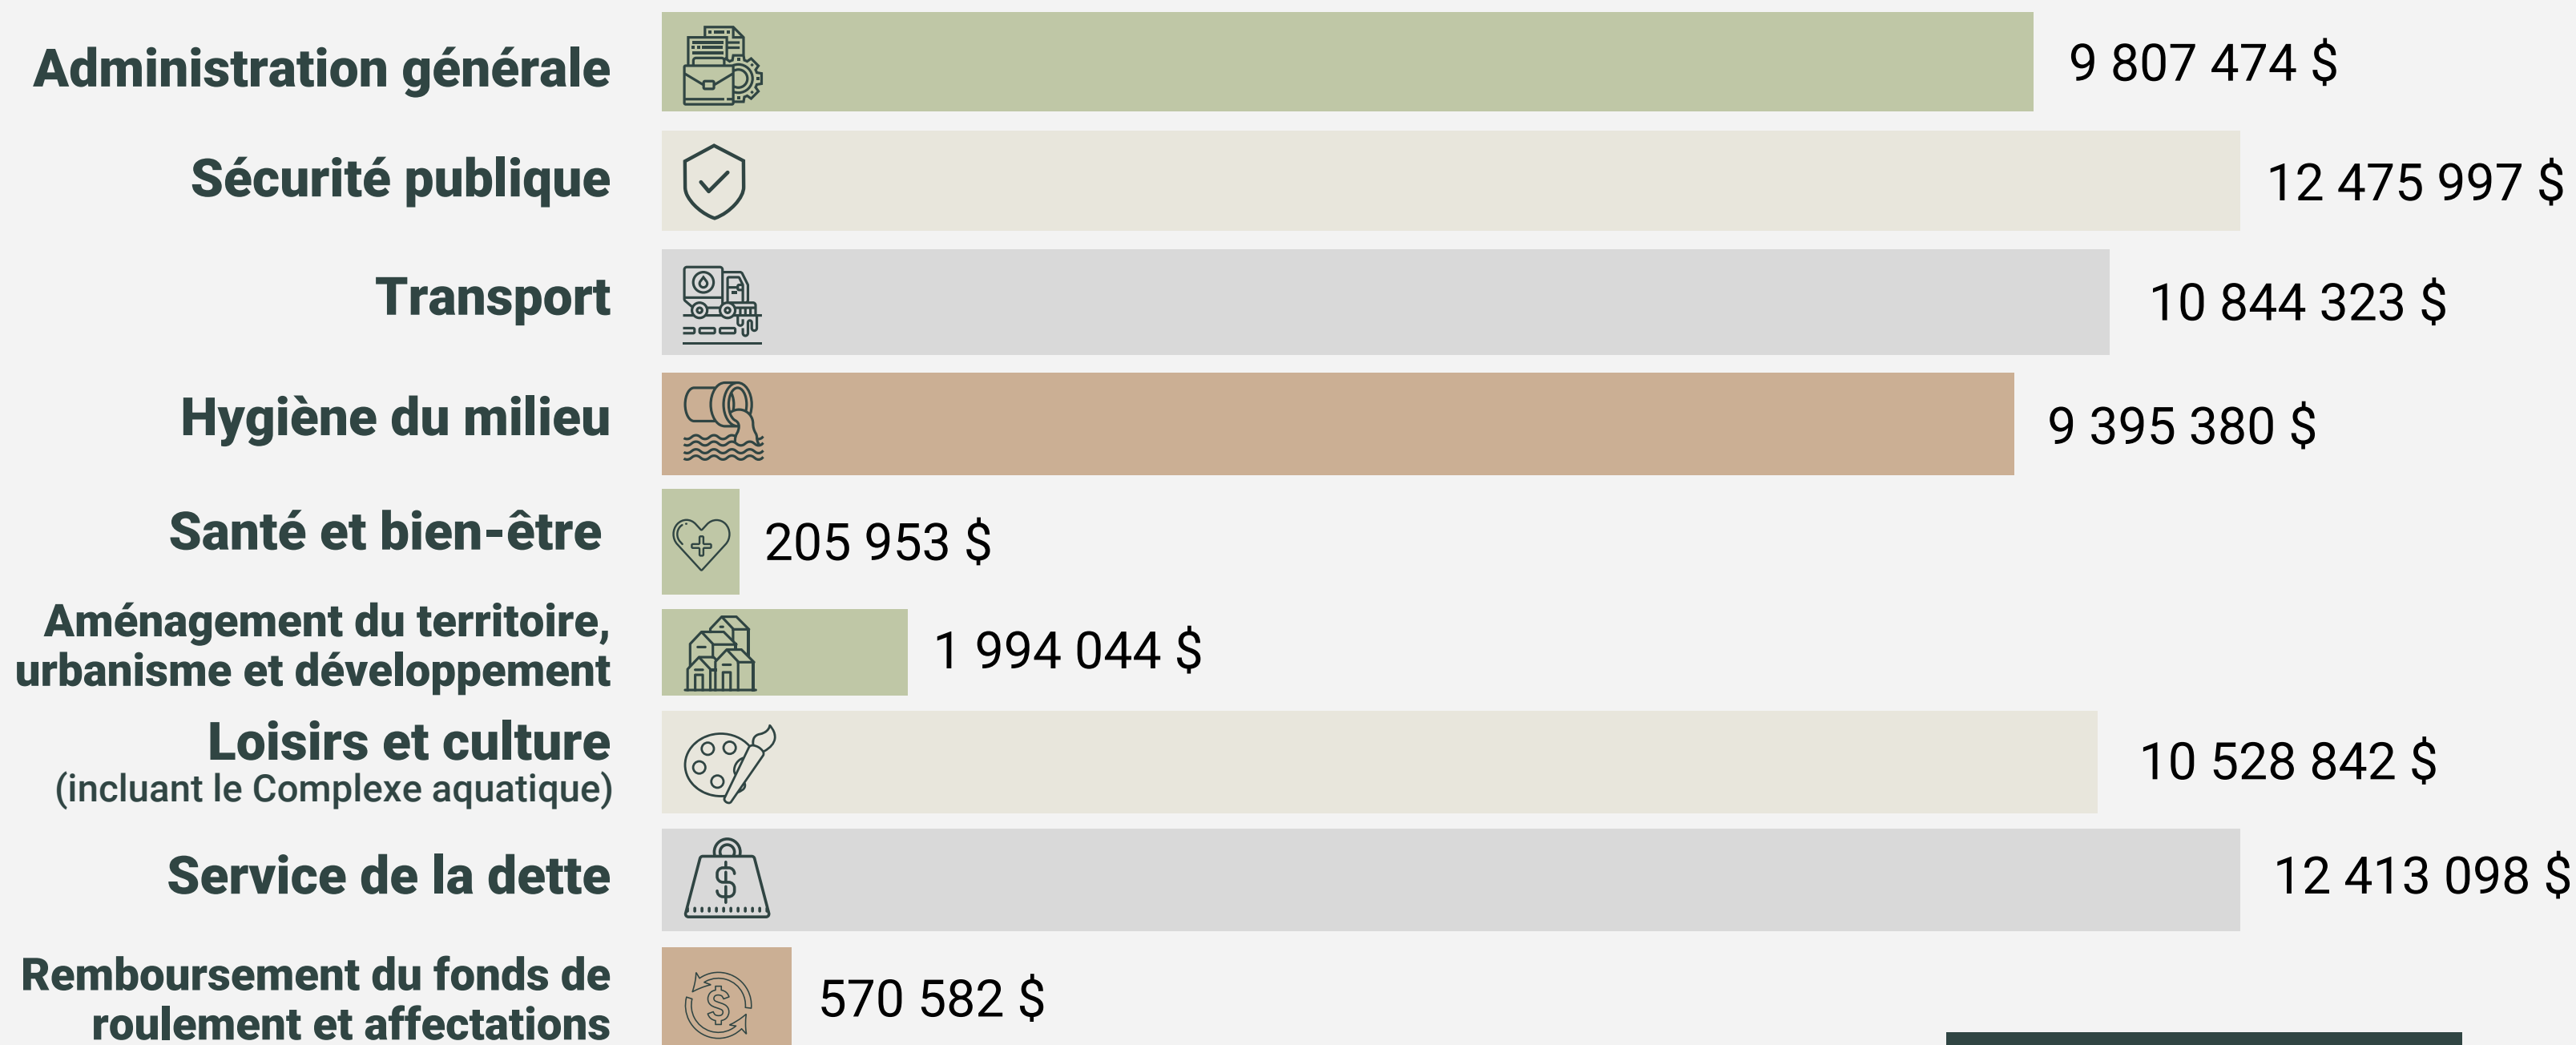 Administration générale
9 807 474 $
Sécurité publique
12 475 997 $
Transport
10 844 323 $
Hygiène du milieu
9 395 380 $
Santé et bien-être
205 953 $
Aménagement du territoire,
urbanisme et développement
1 994 044 $
Loisirs et culture
(incluant le Complexe aquatique)
10 528 842 $
Service de la dette
$
12 413 098 $
Remboursement du fonds de
roulement et affectations
$
570 582 $